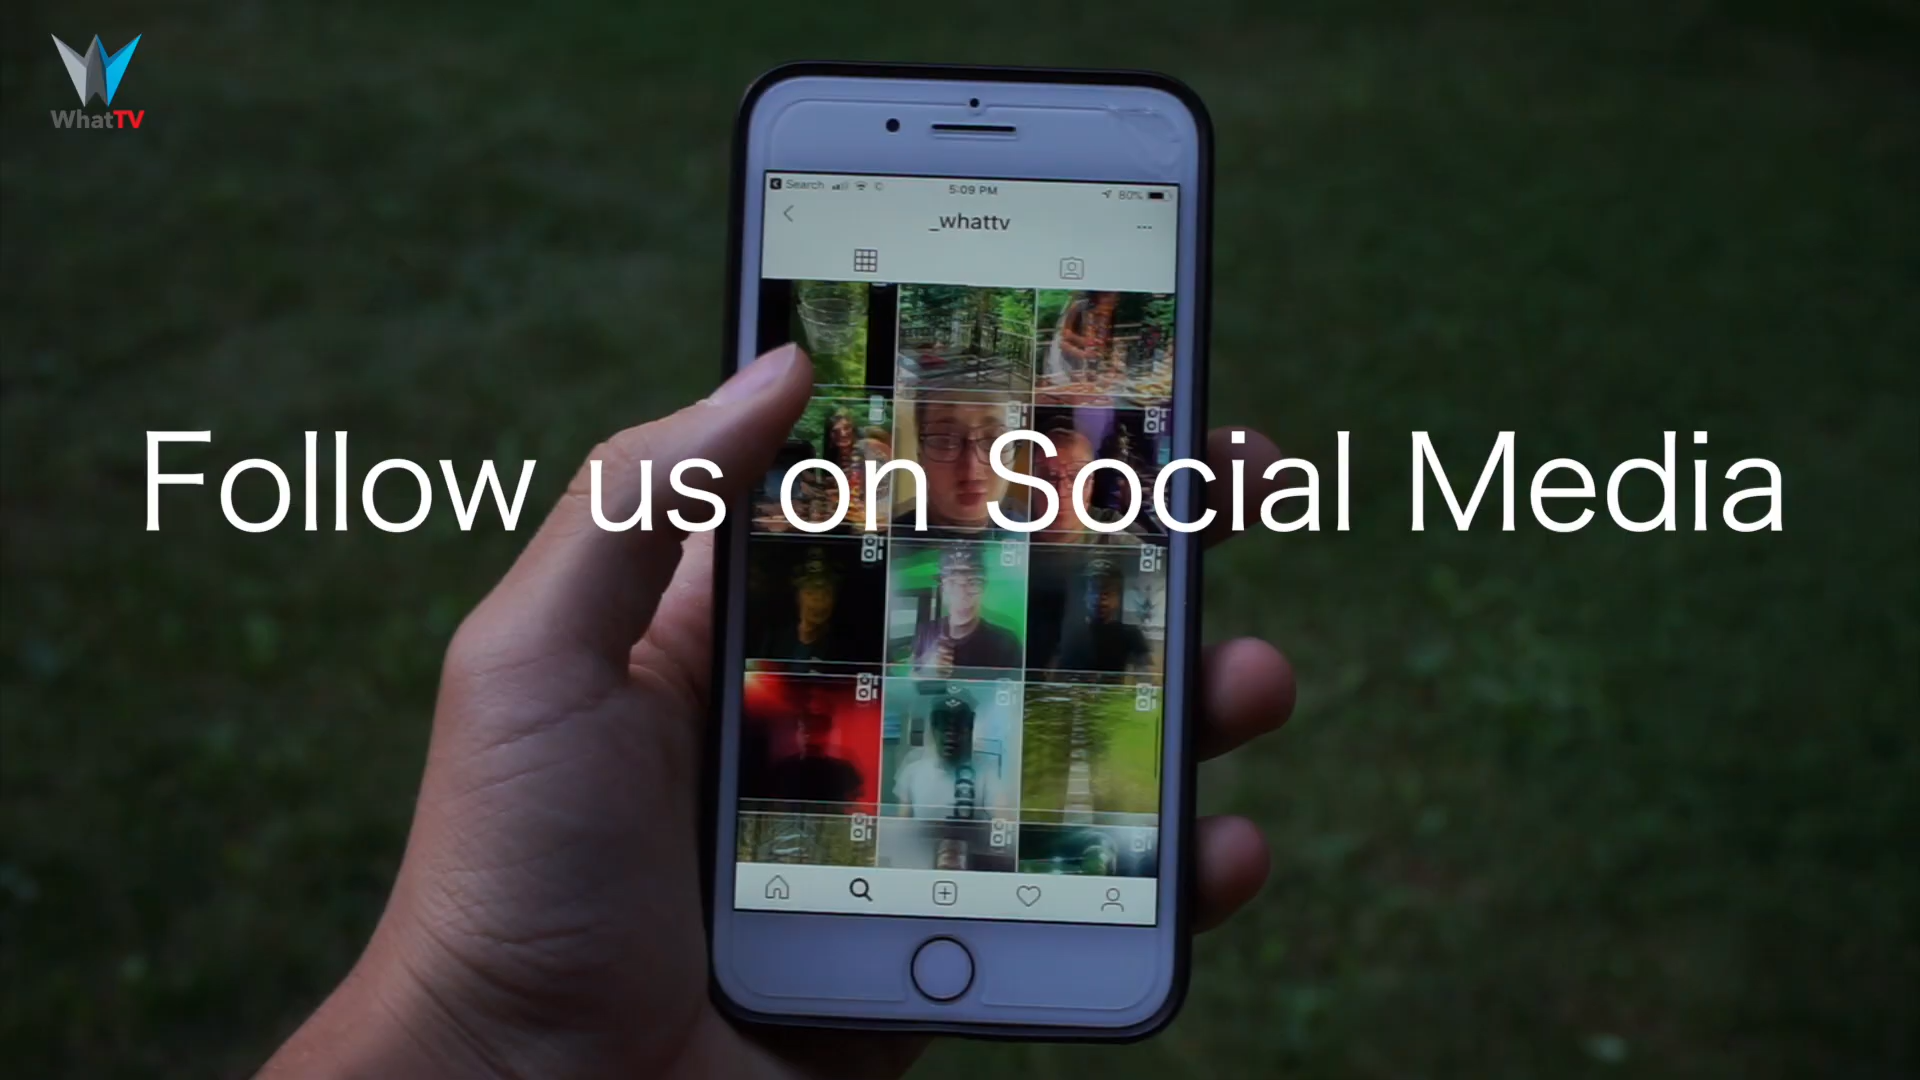 WhatTV
Search
5:09 PM
80%
_whattv
...
Follow us on Social Media